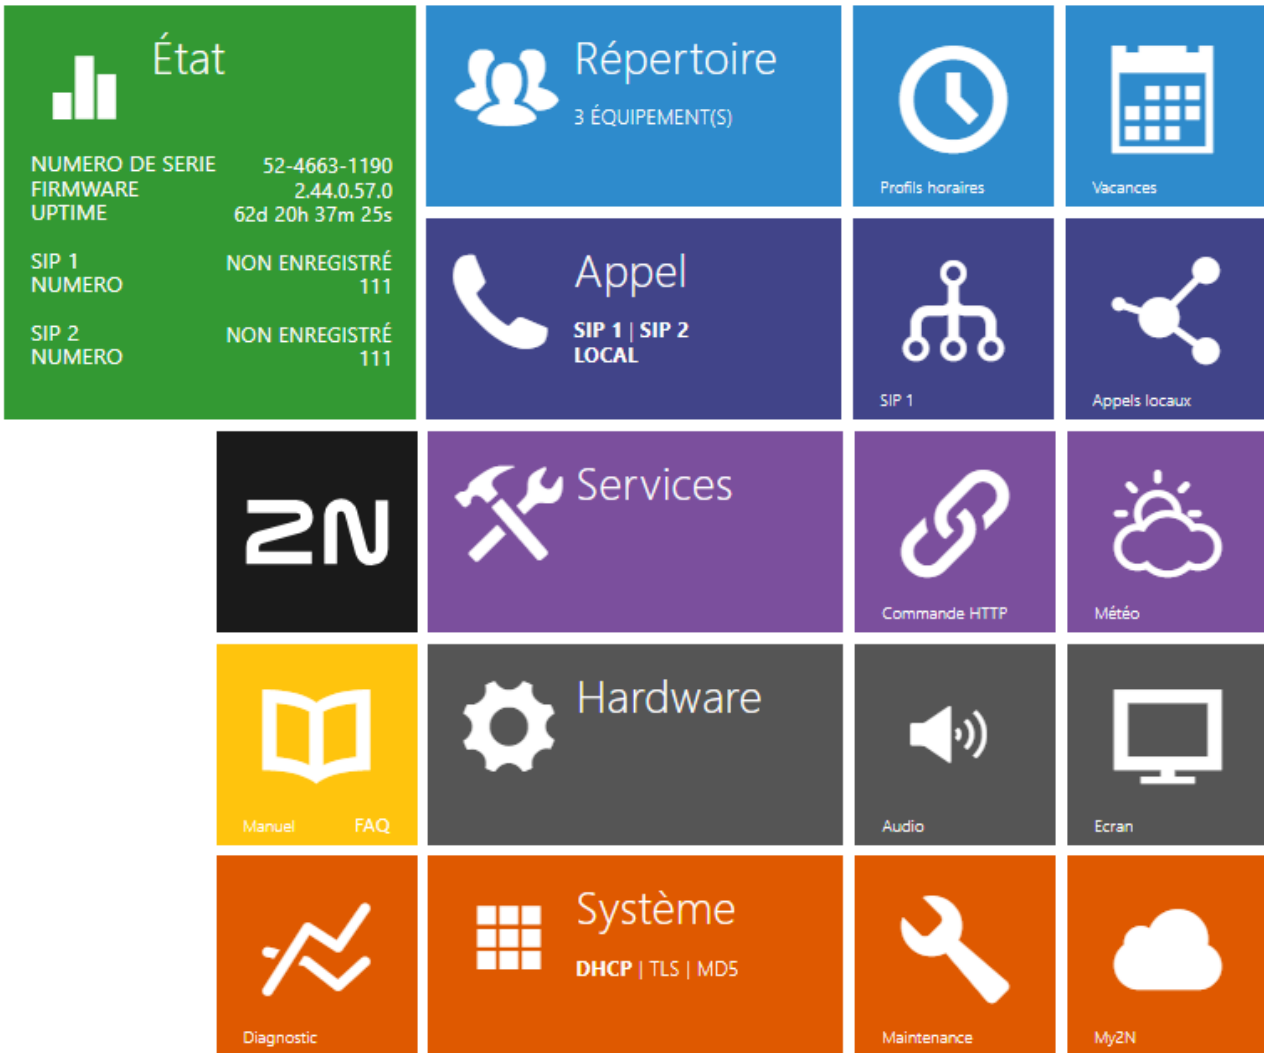 État
NUMERO DE SERIE 52-4663-1190
FIRMWARE 2.44.0.57.0
UPTIME 62d 20h 37m 25s
SIP 1 NON ENREGISTRÉ
NUMERO 111
SIP 2 NON ENREGISTRÉ
NUMERO 111
Répertoire
3 ÉQUIPEMENT(S)
Profils horaires
Vacances
Appel
SIP 1 | SIP 2
LOCAL
SIP 1
Appels locaux
2N
Services
Commande HTTP
Météo
Manuel FAQ
Hardware
Audio
Ecran
Diagnostic
Système
DHCP | TLS | MD5
Maintenance
My2N